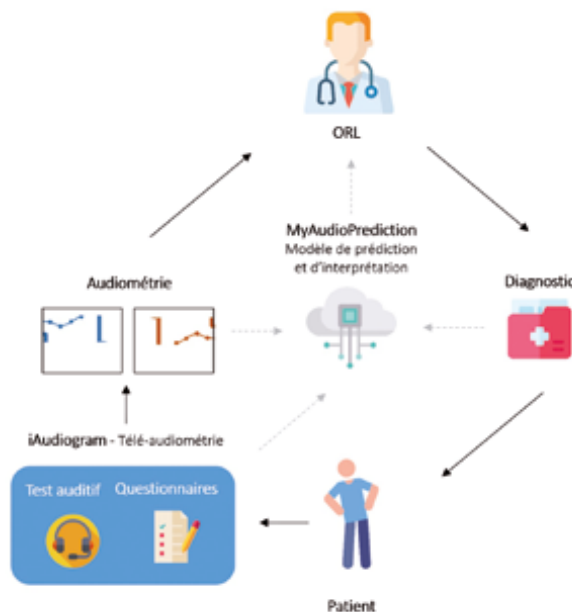 ORL
MyAudioPrediction
Modèle de prédiction
et d'interprétation
Audiométrie
Diagnostic
iAudiogram - Télé-audiométrie
Test auditif
Questionnaires
Patient